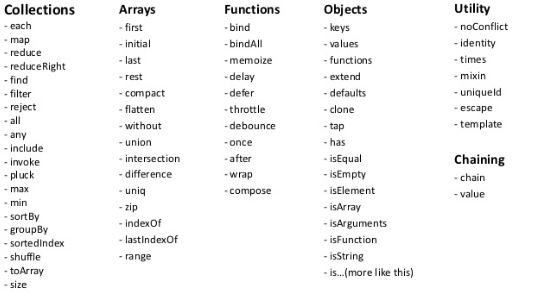 Collections
- each
- map
- reduce
- reduceRight
- find
- filter
- reject
- all
- any
- include
- invoke
- pluck
- max
- min
- sortBy
- groupBy
- sortedIndex
- shuffle
- toArray
- size
Arrays
- first
- initial
- last
- rest
- compact
- flatten
- without
- union
- intersection
- difference
- uniq
- zip
- indexOf
- lastIndexOf
- range
Functions
- bind
- bindAll
- memoize
- delay
- defer
- throttle
- debounce
- once
- after
- wrap
- compose
Objects
- keys
- values
- functions
- extend
- defaults
- clone
- tap
- has
- isEqual
- isEmpty
- isElement
- isArray
- isArguments
- isFunction
- isString
- is...(more like this)
Utility
- noConflict
- identity
- times
- mixin
- uniqueId
- escape
- template
Chaining
- chain
- value